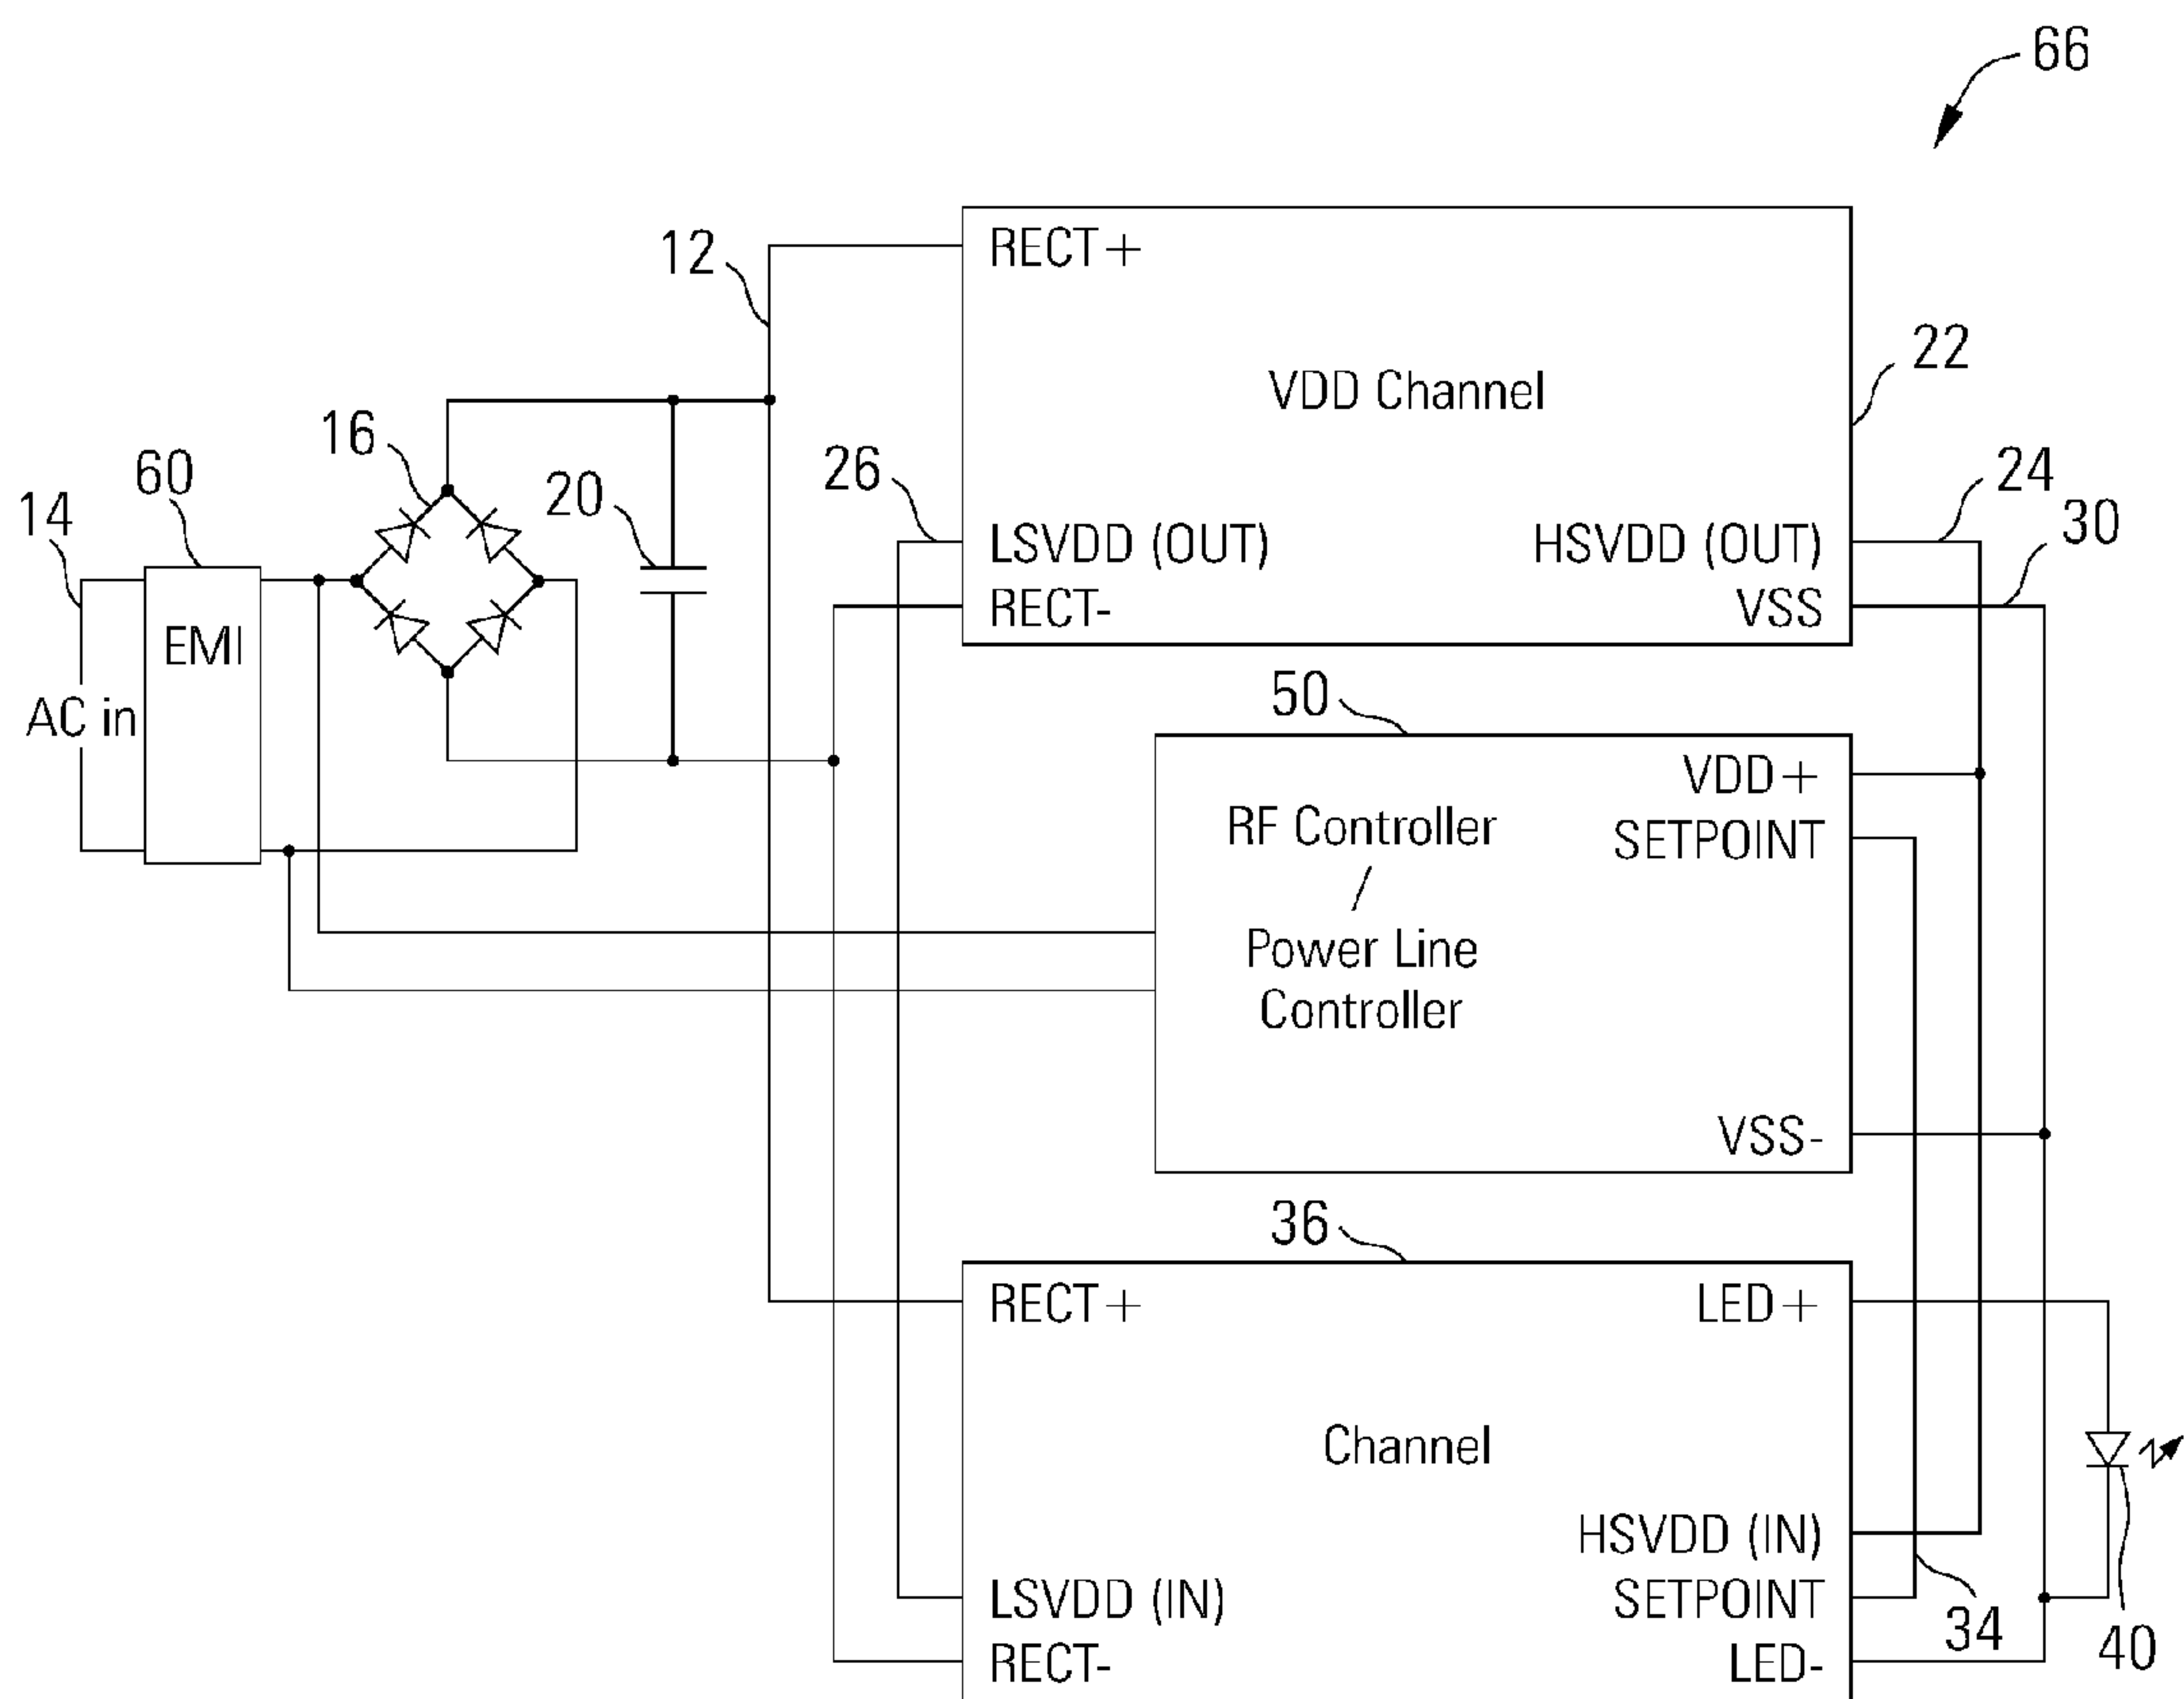 66
12
RECT+
22
VDD Channel
16
60
26
24
20
14
30
LSVDD (OUT)
HSVDD (OUT)
RECT-
VSS
EMI
50
AC in
VDD+
RF Controller
SETPOINT
/
Power Line
Controller
VSS-
36
RECT+
LED+
Channel
HSVDD (IN)
LSVDD (IN)
SETPOINT
34
40
RECT-
LED-